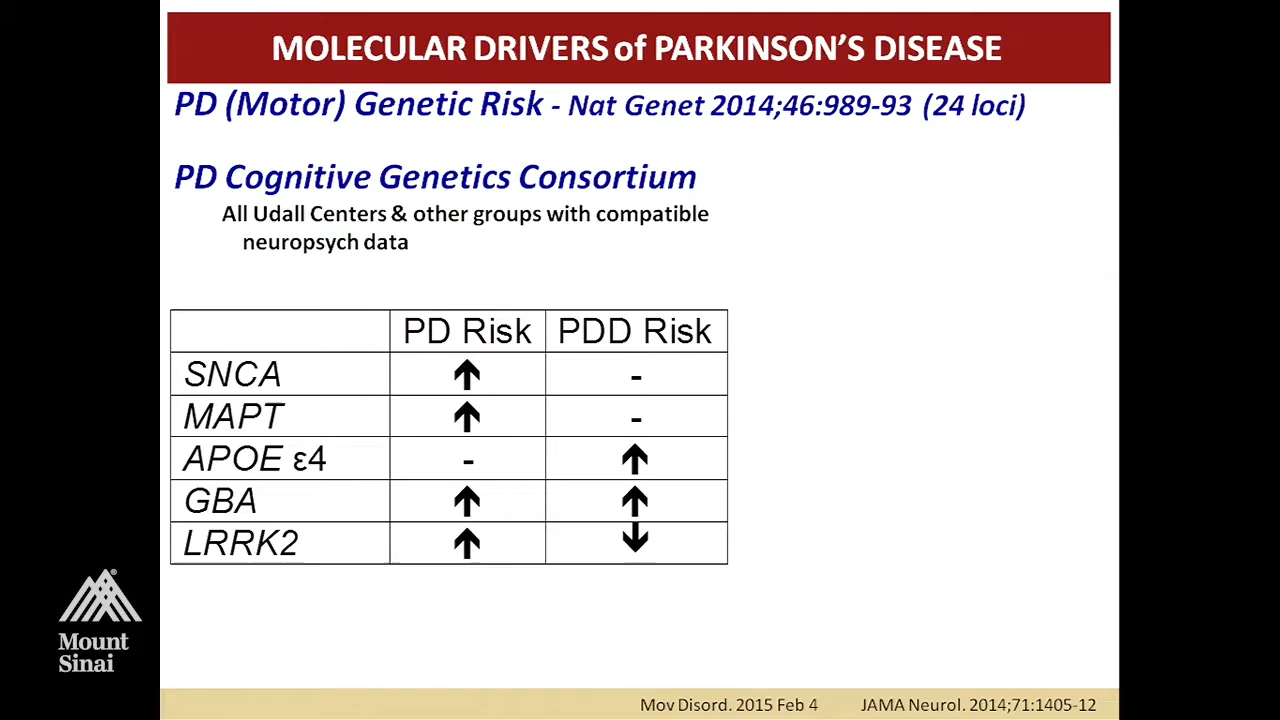 MOLECULAR DRIVERS of PARKINSON'S DISEASE
PD (Motor) Genetic Risk - Nat Genet 2014;46:989-93 (24 loci)
PD Cognitive Genetics Consortium
All Udall Centers & other groups with compatible
neuropsych data
PD Risk PDD Risk
SNCA ↑ -
MAPT ↑ -
APOE ε4 - ↑
GBA ↑ ↑
LRRK2 ↑ ↓
Mount
Sinai
Mov Disord. 2015 Feb 4 JAMA Neurol. 2014;71:1405-12